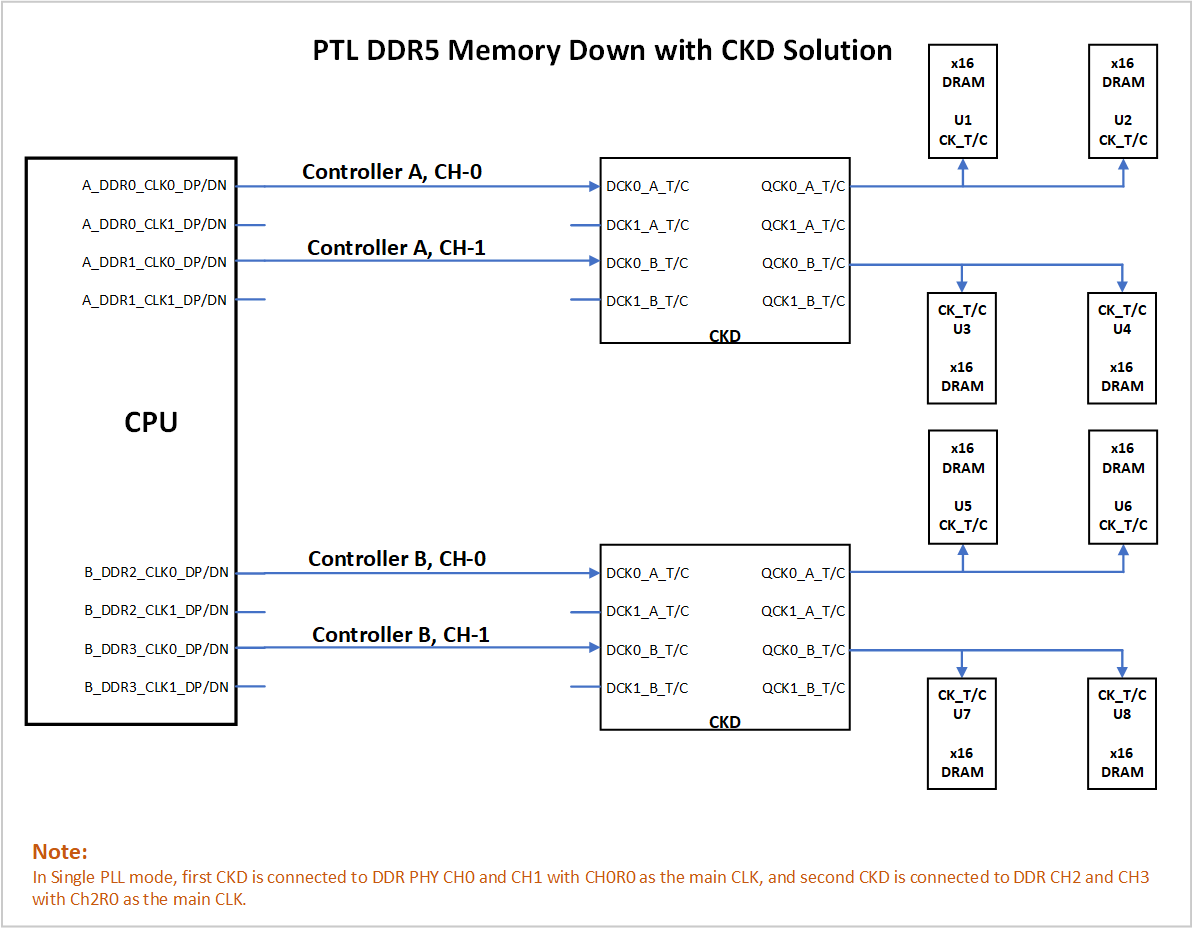 PTL DDR5 Memory Down with CKD Solution
x16
DRAM
U1
CK_T/C
x16
DRAM
U2
CK_T/C
Controller A, CH-0
A_DDR0_CLK0_DP/DN
DCK0_A_T/C
QCK0_A_T/C
A_DDR0_CLK1_DP/DN
DCK1_A_T/C
QCK1_A_T/C
Controller A, CH-1
A_DDR1_CLK0_DP/DN
DCK0_B_T/C
QCK0_B_T/C
A_DDR1_CLK1_DP/DN
DCK1_B_T/C
QCK1_B_T/C
CKD
CK_T/C
U3
x16
DRAM
CK_T/C
U4
x16
DRAM
CPU
x16
DRAM
U5
CK_T/C
x16
DRAM
U6
CK_T/C
Controller B, CH-0
B_DDR2_CLK0_DP/DN
DCK0_A_T/C
QCK0_A_T/C
B_DDR2_CLK1_DP/DN
DCK1_A_T/C
QCK1_A_T/C
Controller B, CH-1
B_DDR3_CLK0_DP/DN
DCK0_B_T/C
QCK0_B_T/C
B_DDR3_CLK1_DP/DN
DCK1_B_T/C
QCK1_B_T/C
CKD
CK_T/C
U7
x16
DRAM
CK_T/C
U8
x16
DRAM
Note:
In Single PLL mode, first CKD is connected to DDR PHY CH0 and CH1 with CH0R0 as the main CLK, and second CKD is connected to DDR CH2 and CH3
with Ch2R0 as the main CLK.